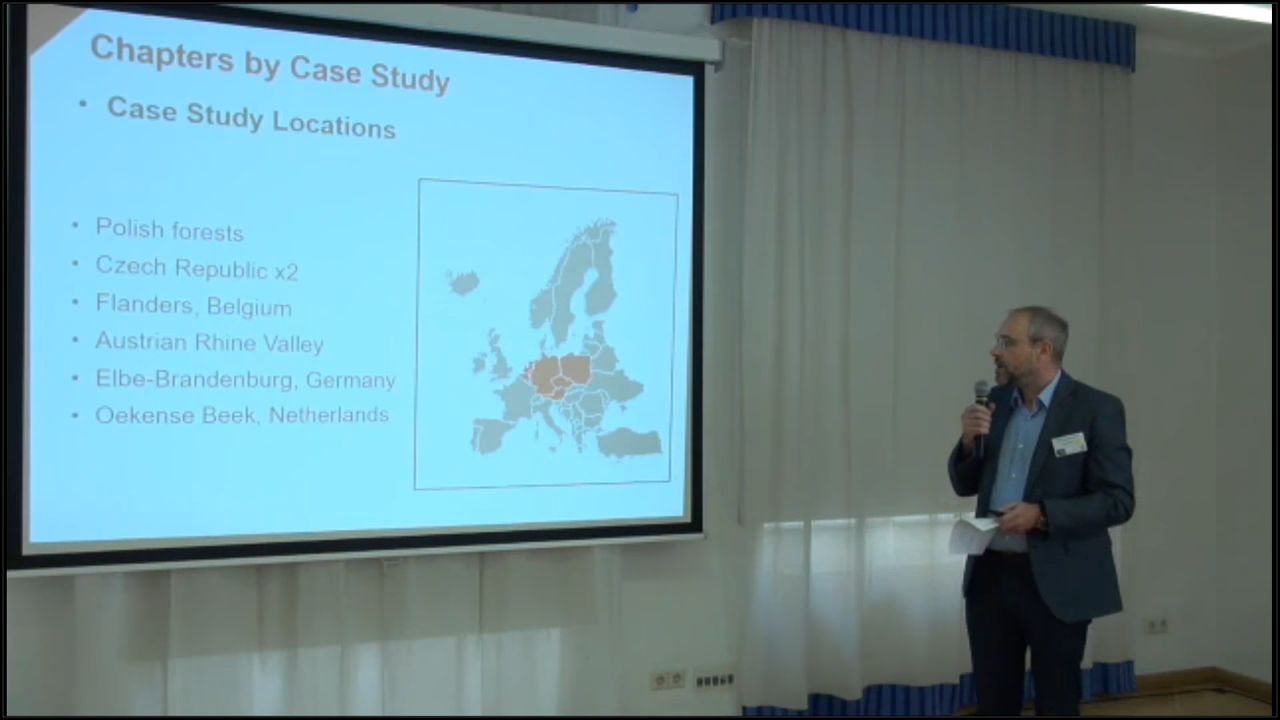 Chapters by Case Study
• Case Study Locations
• Polish forests
• Czech Republic x2
• Flanders, Belgium
• Austrian Rhine Valley
• Elbe-Brandenburg, Germany
• Oekense Beek, Netherlands